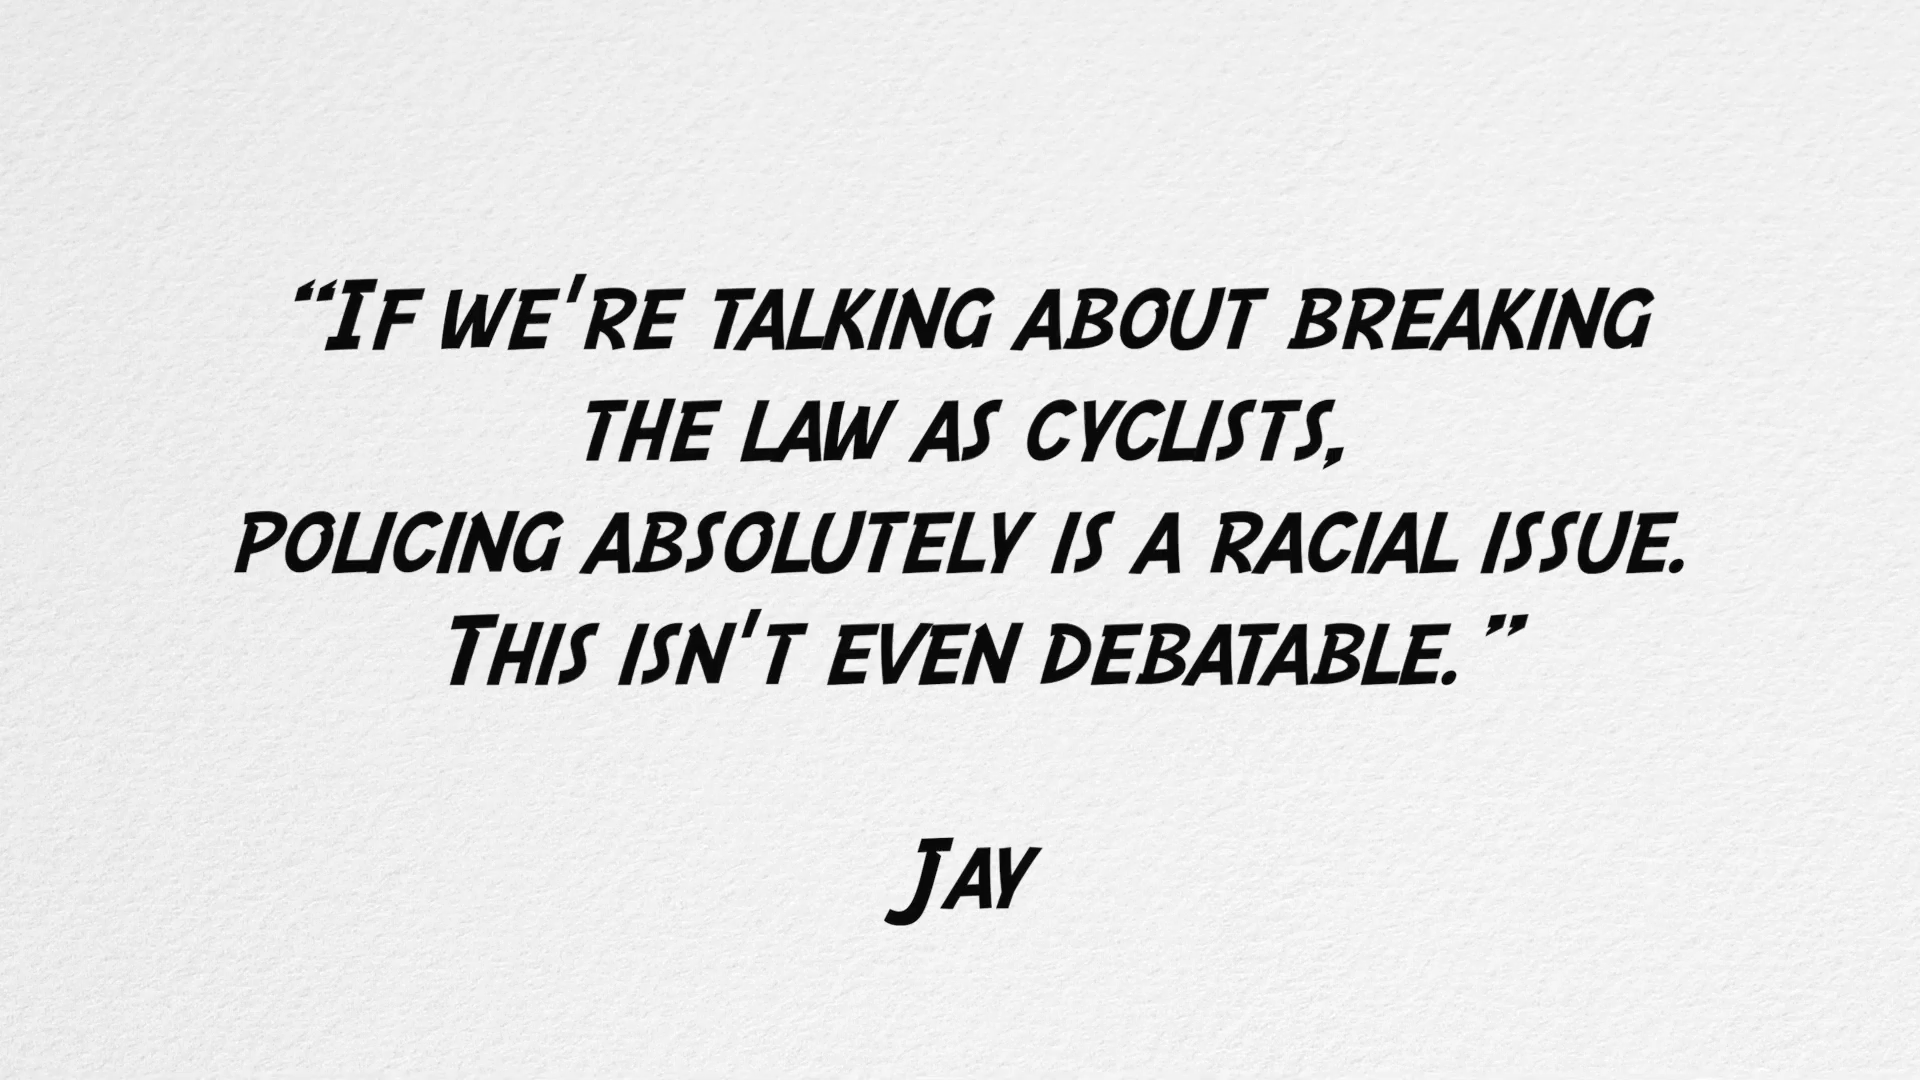 “If we're talking about breaking
the law as cyclists,
policing absolutely is a racial issue.
This isn't even debatable.”
Jay